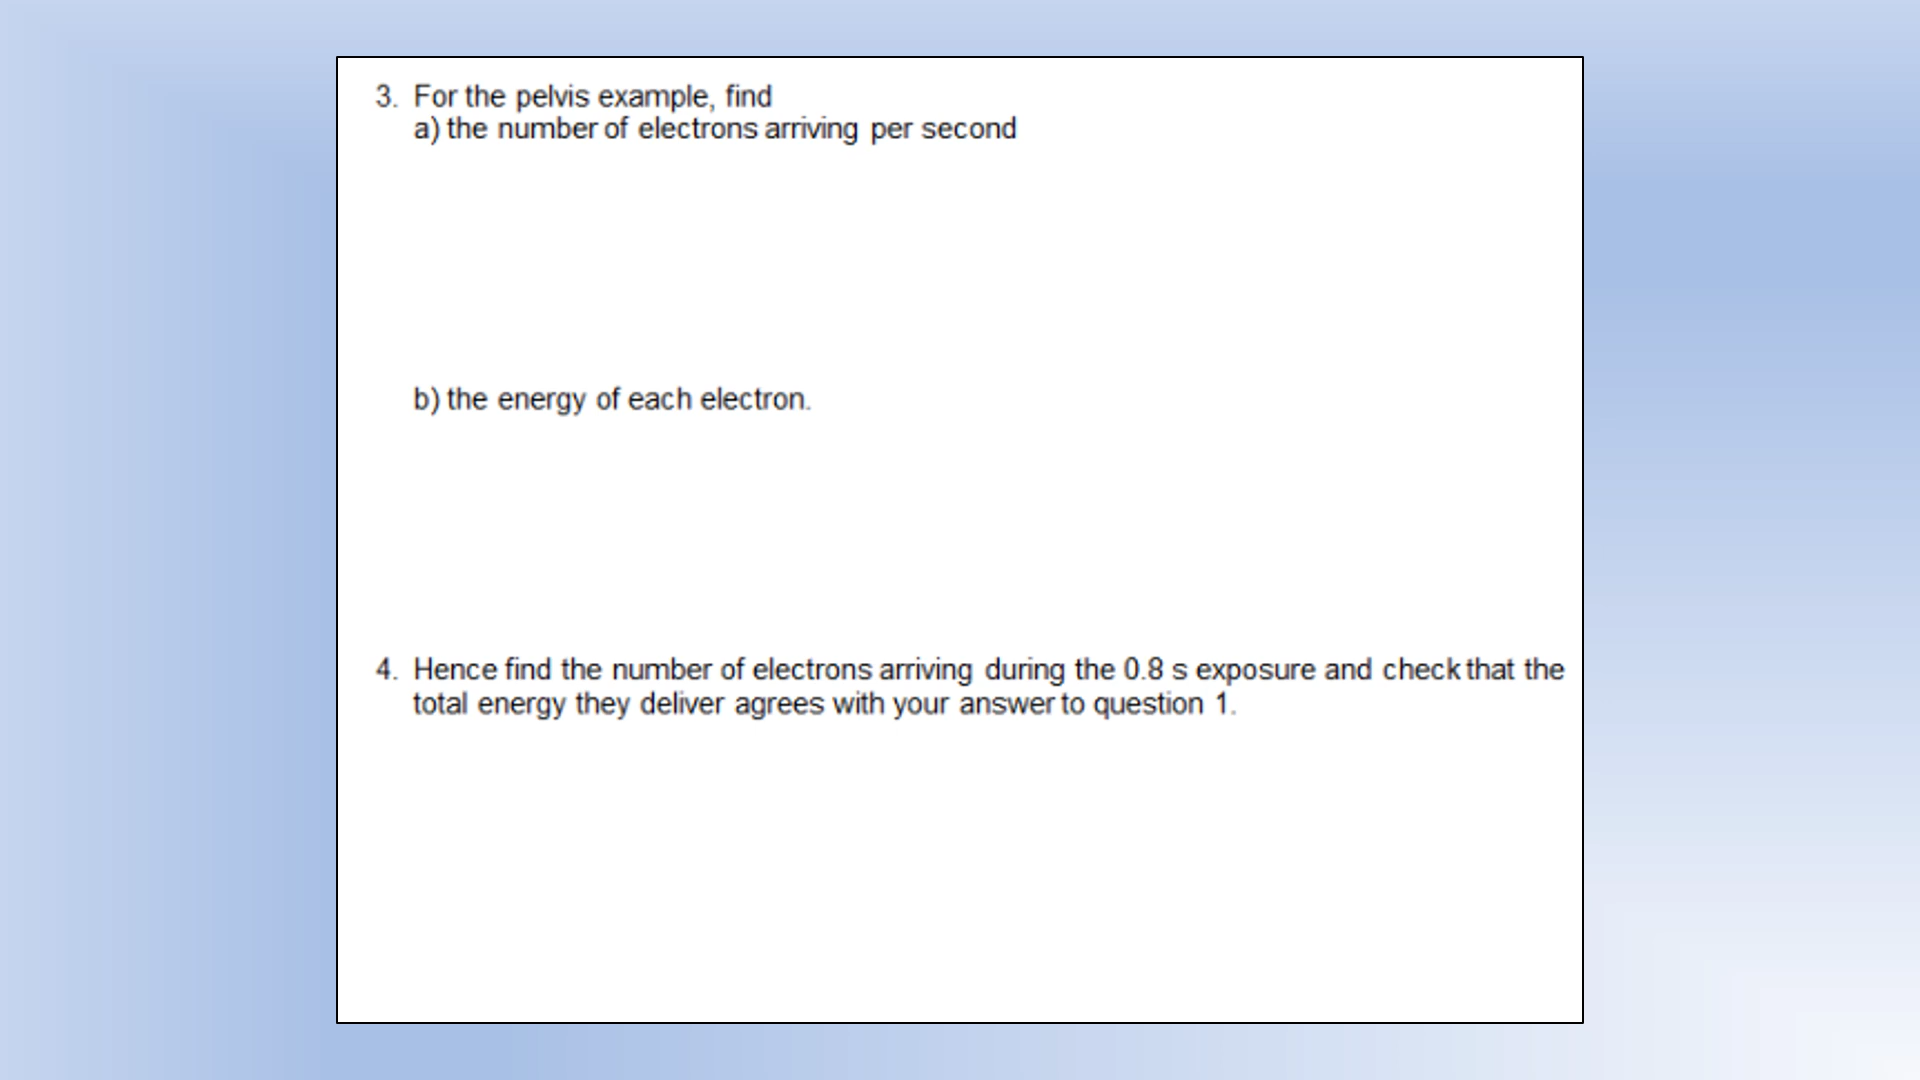 3. For the pelvis example, find
a) the number of electrons arriving per second
b) the energy of each electron.
4. Hence find the number of electrons arriving during the 0.8 s exposure and check that the
total energy they deliver agrees with your answer to question 1.